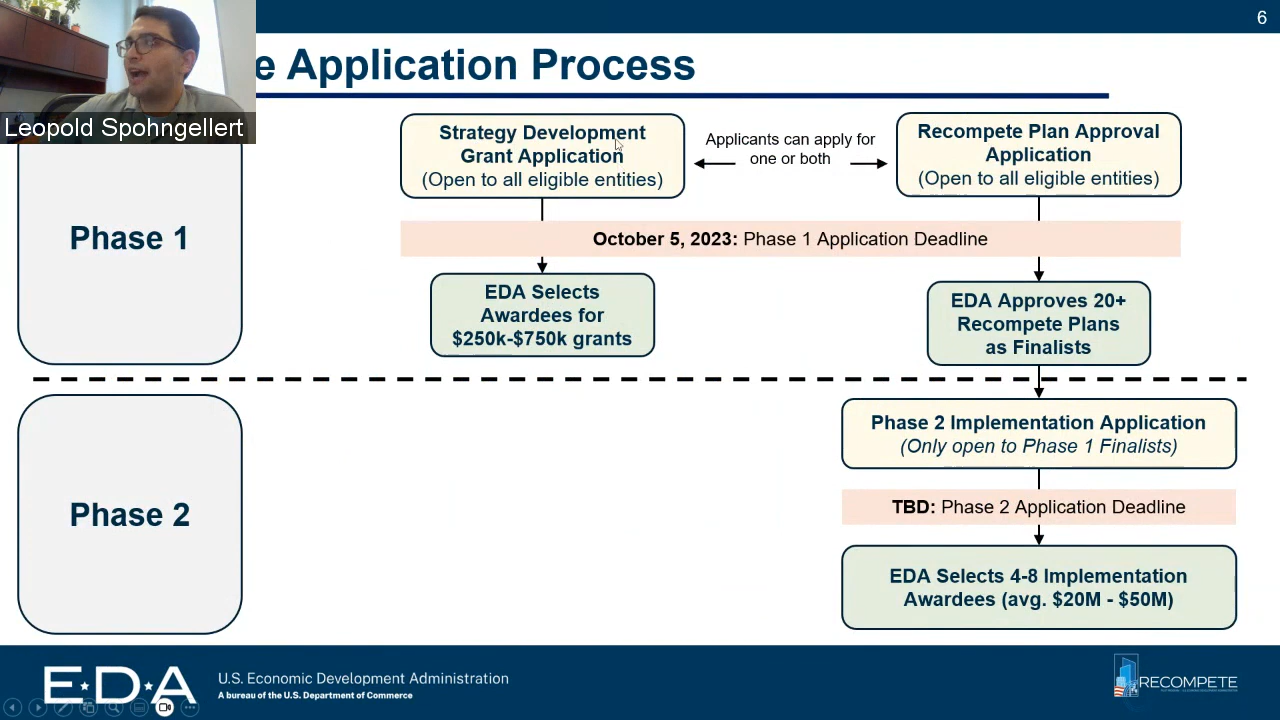 6
e Application Process
Leopold Spohngellert
Strategy Development
Grant Application
(Open to all eligible entities)
Applicants can apply for
one or both
Recompete Plan Approval
Application
(Open to all eligible entities)
Phase 1
October 5, 2023: Phase 1 Application Deadline
EDA Selects
Awardees for
$250k-$750k grants
EDA Approves 20+
Recompete Plans
as Finalists
Phase 2
Phase 2 Implementation Application
(Only open to Phase 1 Finalists)
TBD: Phase 2 Application Deadline
EDA Selects 4-8 Implementation
Awardees (avg. $20M - $50M)
EDA
U.S. Economic Development Administration
A bureau of the U.S. Department of Commerce
RECOMPETE